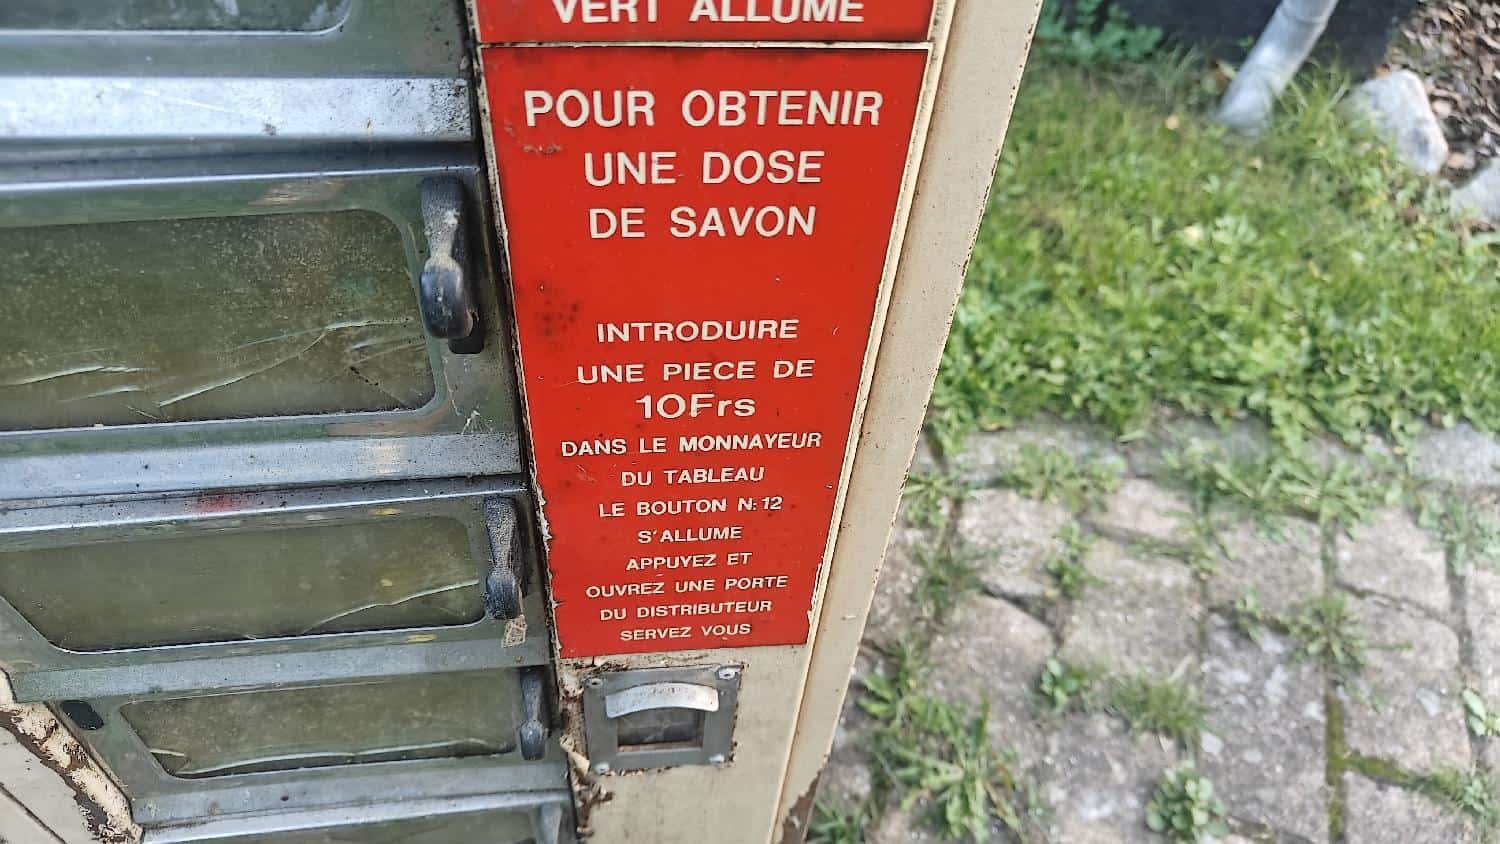 VERT ALLUME
POUR OBTENIR
UNE DOSE
DE SAVON
INTRODUIRE
UNE PIECE DE
10Frs
DANS LE MONNAYEUR
DU TABLEAU
LE BOUTON N:12
S'ALLUME
APPUYEZ ET
OUVREZ UNE PORTE
DU DISTRIBUTEUR
SERVEZ VOUS